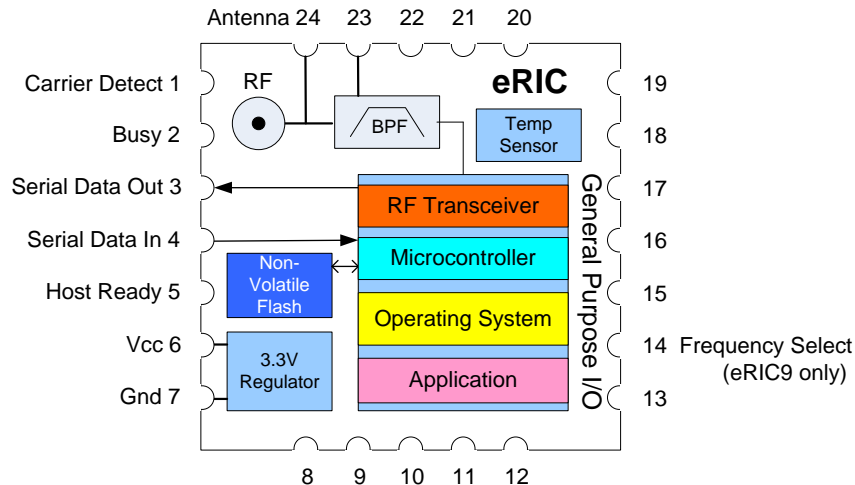 Antenna 24 23 22 21 20
Carrier Detect 1
Busy 2
Serial Data Out 3
Serial Data In 4
Host Ready 5
Vcc 6
Gnd 7
RF
BPF
eRIC
Temp
Sensor
RF Transceiver
Microcontroller
Operating System
Application
Non-
Volatile
Flash
3.3V
Regulator
General Purpose I/O
19
18
17
16
15
14 Frequency Select
(eRIC9 only)
13
8 9 10 11 12